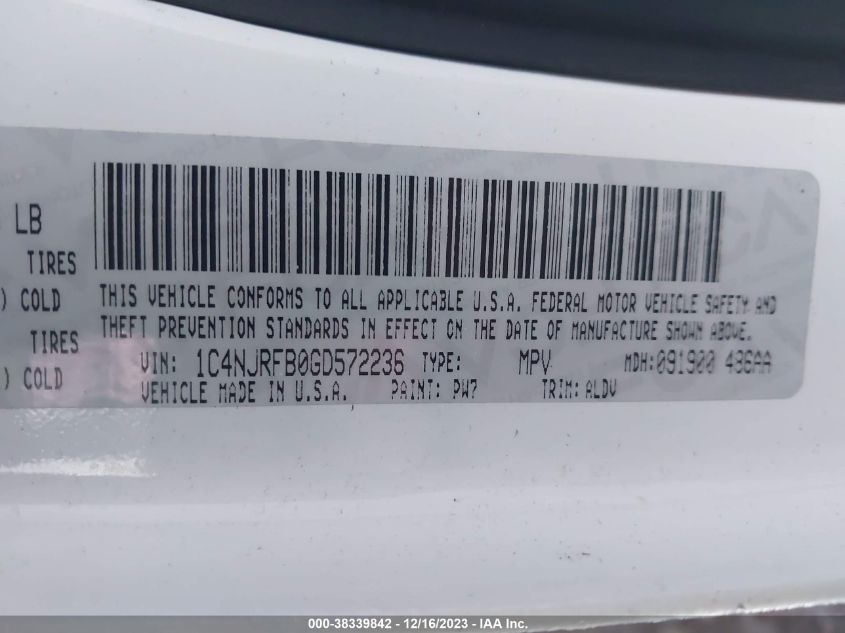 LB
TIRES
) COLD
TIRES
) COLD
THIS VEHICLE CONFORMS TO ALL APPLICABLE U.S.A. FEDERAL MOTOR VEHICLE SAFETY AND
THEFT PREVENTION STANDARDS IN EFFECT ON THE DATE OF MANUFACTURE SHOWN ABOVE.
VIN: 1C4NJRFB0GD572236 TYPE: MPV MDH: 091900 486AA
VEHICLE MADE IN U.S.A. PAINT: PW7 TRIM: ALDV
000-38339842 - 12/16/2023 - IAA Inc.